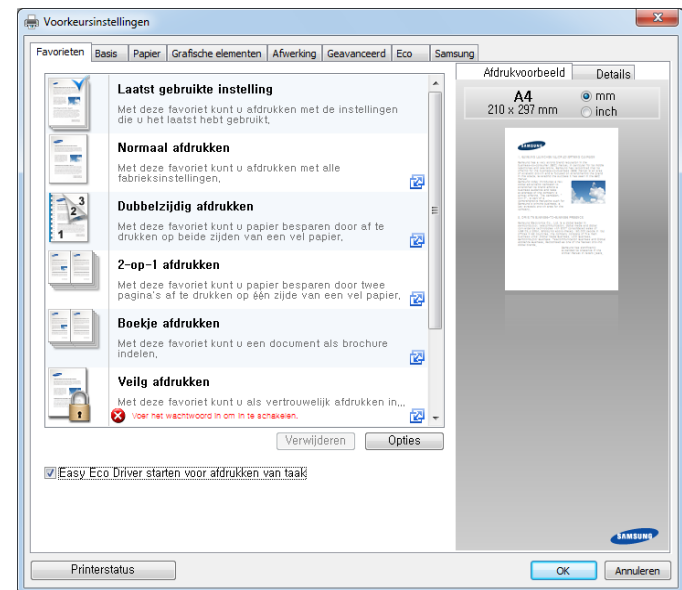 Voorkeursinstellingen
Favorieten Basis Papier Grafische elementen Afwerking Geavanceerd Eco Samsung
Laatst gebruikte instelling
Met deze favoriet kunt u afdrukken met de instellingen
die u het laatst hebt gebruikt,
Normaal afdrukken
Met deze favoriet kunt u afdrukken met alle
fabrieksinstellingen,
Dubbelzijdig afdrukken
Met deze favoriet kunt u papier besparen door af te
drukken op beide zijden van een vel papier,
2-op-1 afdrukken
Met deze favoriet kunt u papier besparen door twee
pagina's af te drukken op één zijde van een vel papier,
Boekje afdrukken
Met deze favoriet kunt u een document als brochure
indelen,
Veilg afdrukken
Met deze favoriet kunt u als vertrouwelijk afdrukken in,,,
Voer het wachtwoord in om in te schakelen.
1 2 3
Verwijderen Opties
Easy Eco Driver starten voor afdrukken van taak
Afdrukvoorbeeld Details
A4
210 x 297 mm
mm
inch
SAMSUNG
SAMSUNG
Printerstatus OK Annuleren